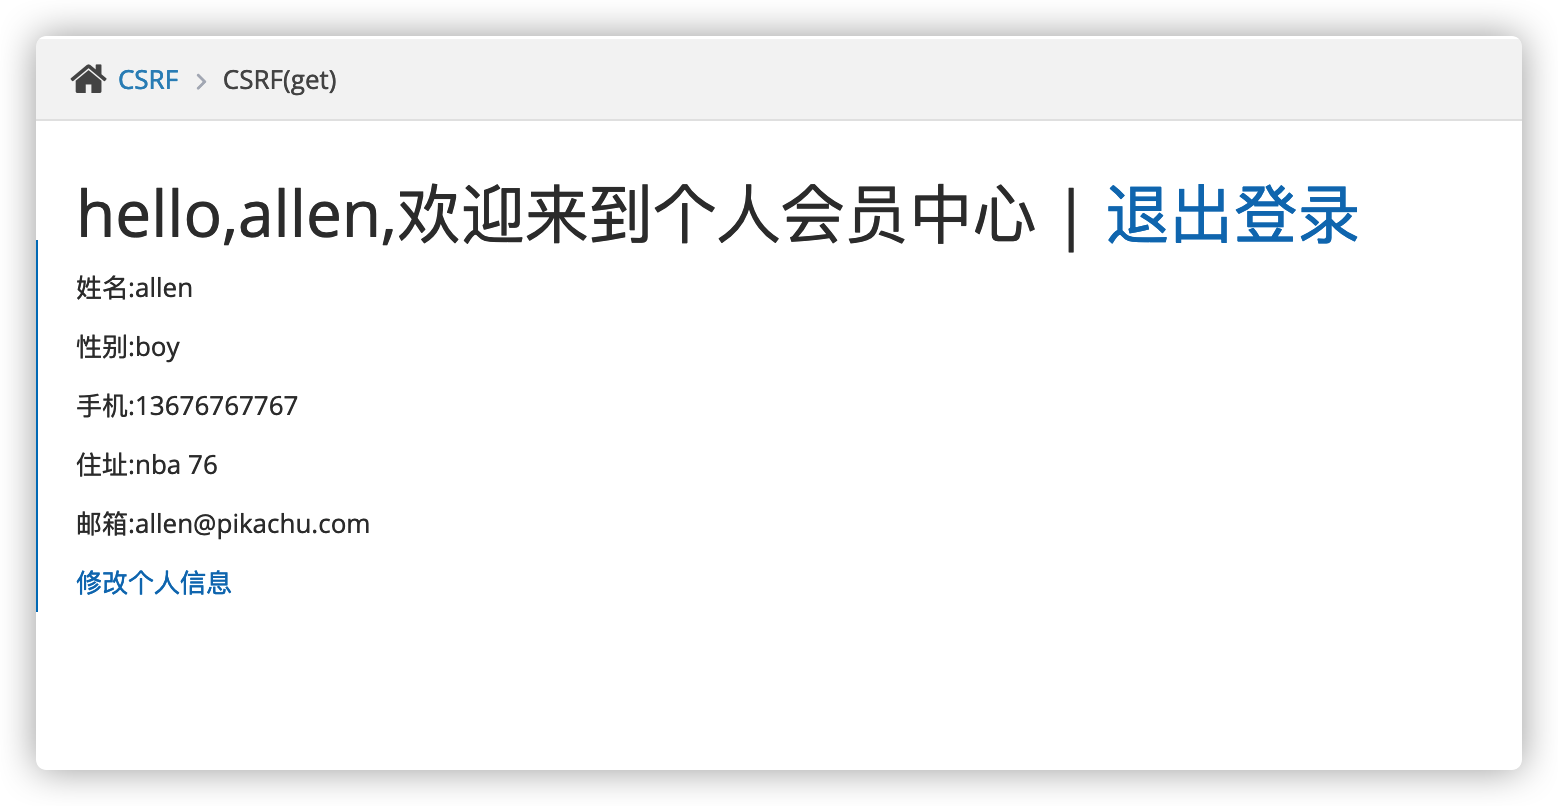 CSRF > CSRF(get)
hello,allen,欢迎来到个人会员中心 | 退出登录
姓名:allen
性别:boy
手机:13676767767
住址:nba 76
邮箱:allen@pikachu.com
修改个人信息